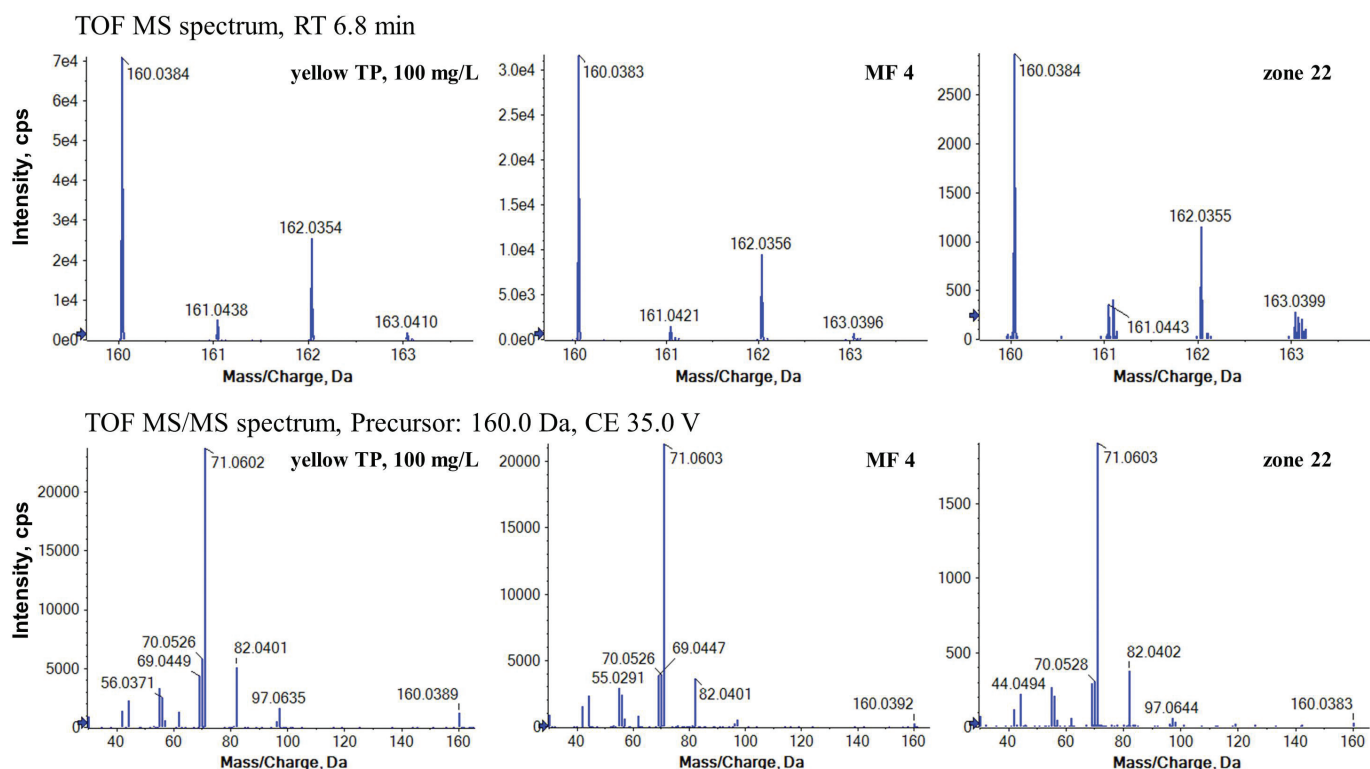 TOF MS spectrum, RT 6.8 min
yellow TP, 100 mg/L
MF 4
zone 22
Intensity, cps
7e4
6e4
5e4
4e4
3e4
2e4
1e4
0e0
160.0384
161.0438
162.0354
163.0410
160 161 162 163
Mass/Charge, Da
3.0e4
2.5e4
2.0e4
1.5e4
1.0e4
5.0e3
0.0e0
160.0383
161.0421
162.0356
163.0396
160 161 162 163
Mass/Charge, Da
2500
2000
1500
1000
500
0
160.0384
161.0443
162.0355
163.0399
160 161 162 163
Mass/Charge, Da
TOF MS/MS spectrum, Precursor: 160.0 Da, CE 35.0 V
yellow TP, 100 mg/L
MF 4
zone 22
Intensity, cps
20000
15000
10000
5000
0
71.0602
70.0526
69.0449
82.0401
56.0371
97.0635
160.0389
40 60 80 100 120 140 160
Mass/Charge, Da
20000
15000
10000
5000
0
71.0603
70.0526
69.0447
55.0291
82.0401
160.0392
40 60 80 100 120 140 160
Mass/Charge, Da
1500
1000
500
0
71.0603
70.0528
82.0402
44.0494
97.0644
160.0383
40 60 80 100 120 140 160
Mass/Charge, Da